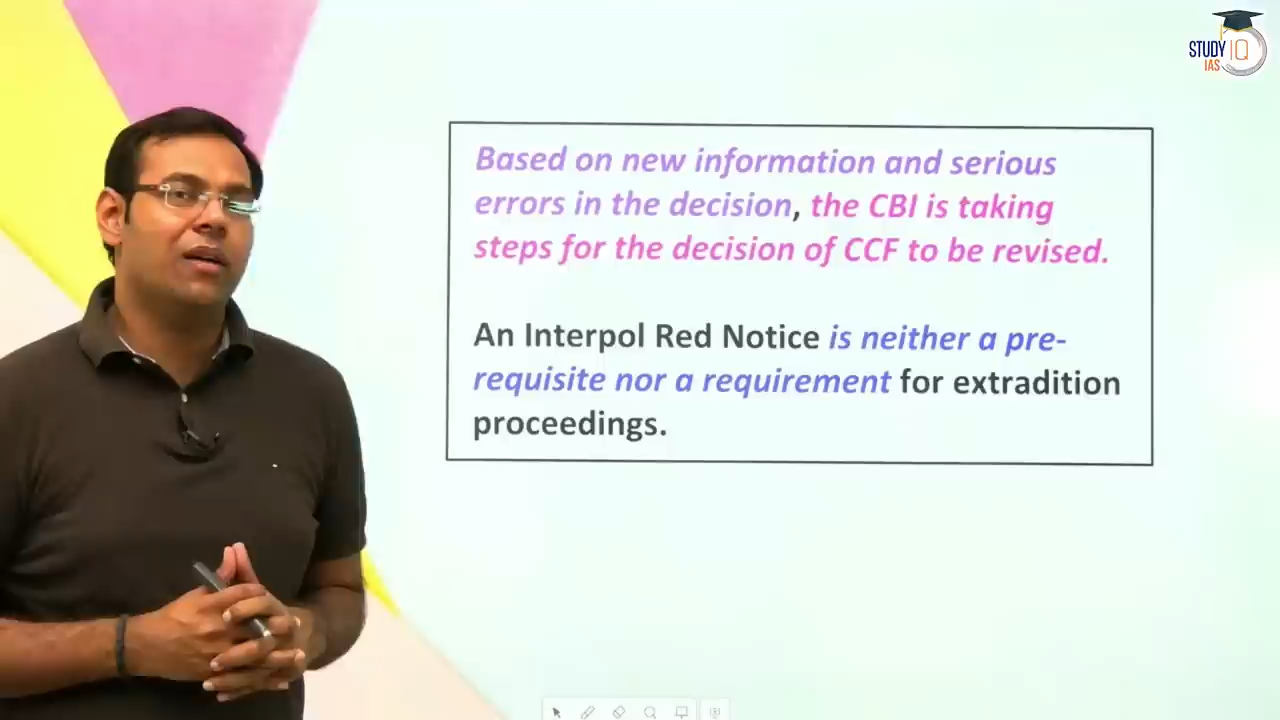 STUDY IQ
IAS
Based on new information and serious
errors in the decision, the CBI is taking
steps for the decision of CCF to be revised.
An Interpol Red Notice is neither a pre-
requisite nor a requirement for extradition
proceedings.